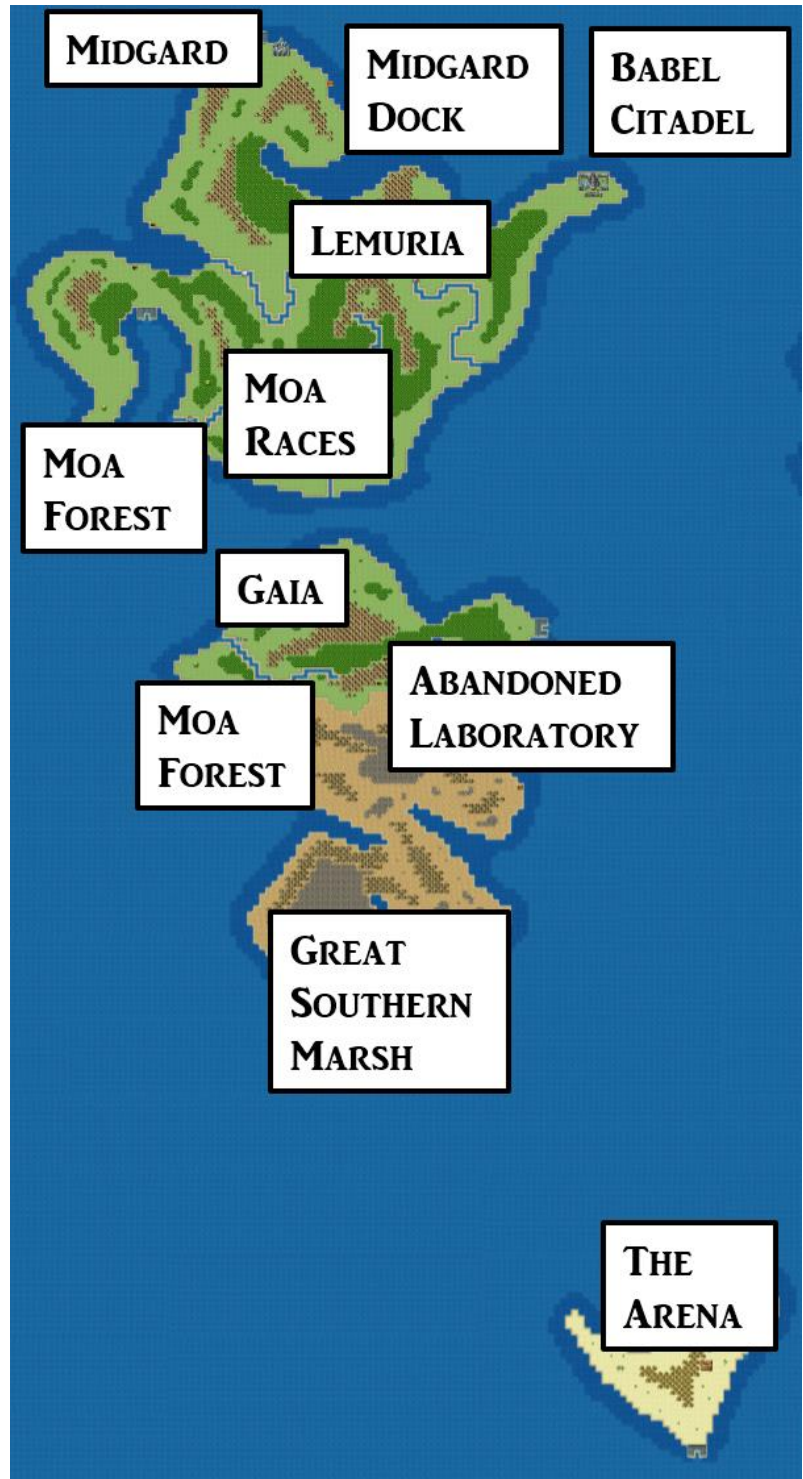 Midgard
Midgard
Dock
Babel
Citadel
Lemuria
Moa
Races
Moa
Forest
Gaia
Abandoned
Laboratory
Moa
Forest
Great
Southern
Marsh
The
Arena